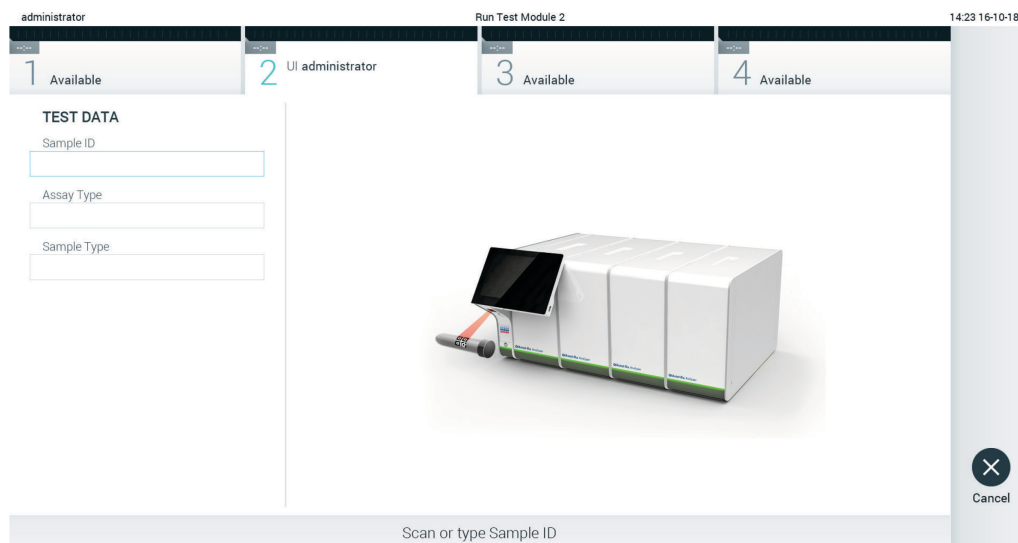 administrator
Run Test Module 2
14:23 16-10-18
--:--
--:--
--:--
--:--
1 Available
2 UI administrator
3 Available
4 Available
TEST DATA
Sample ID
Assay Type
Sample Type
Cancel
Scan or type Sample ID